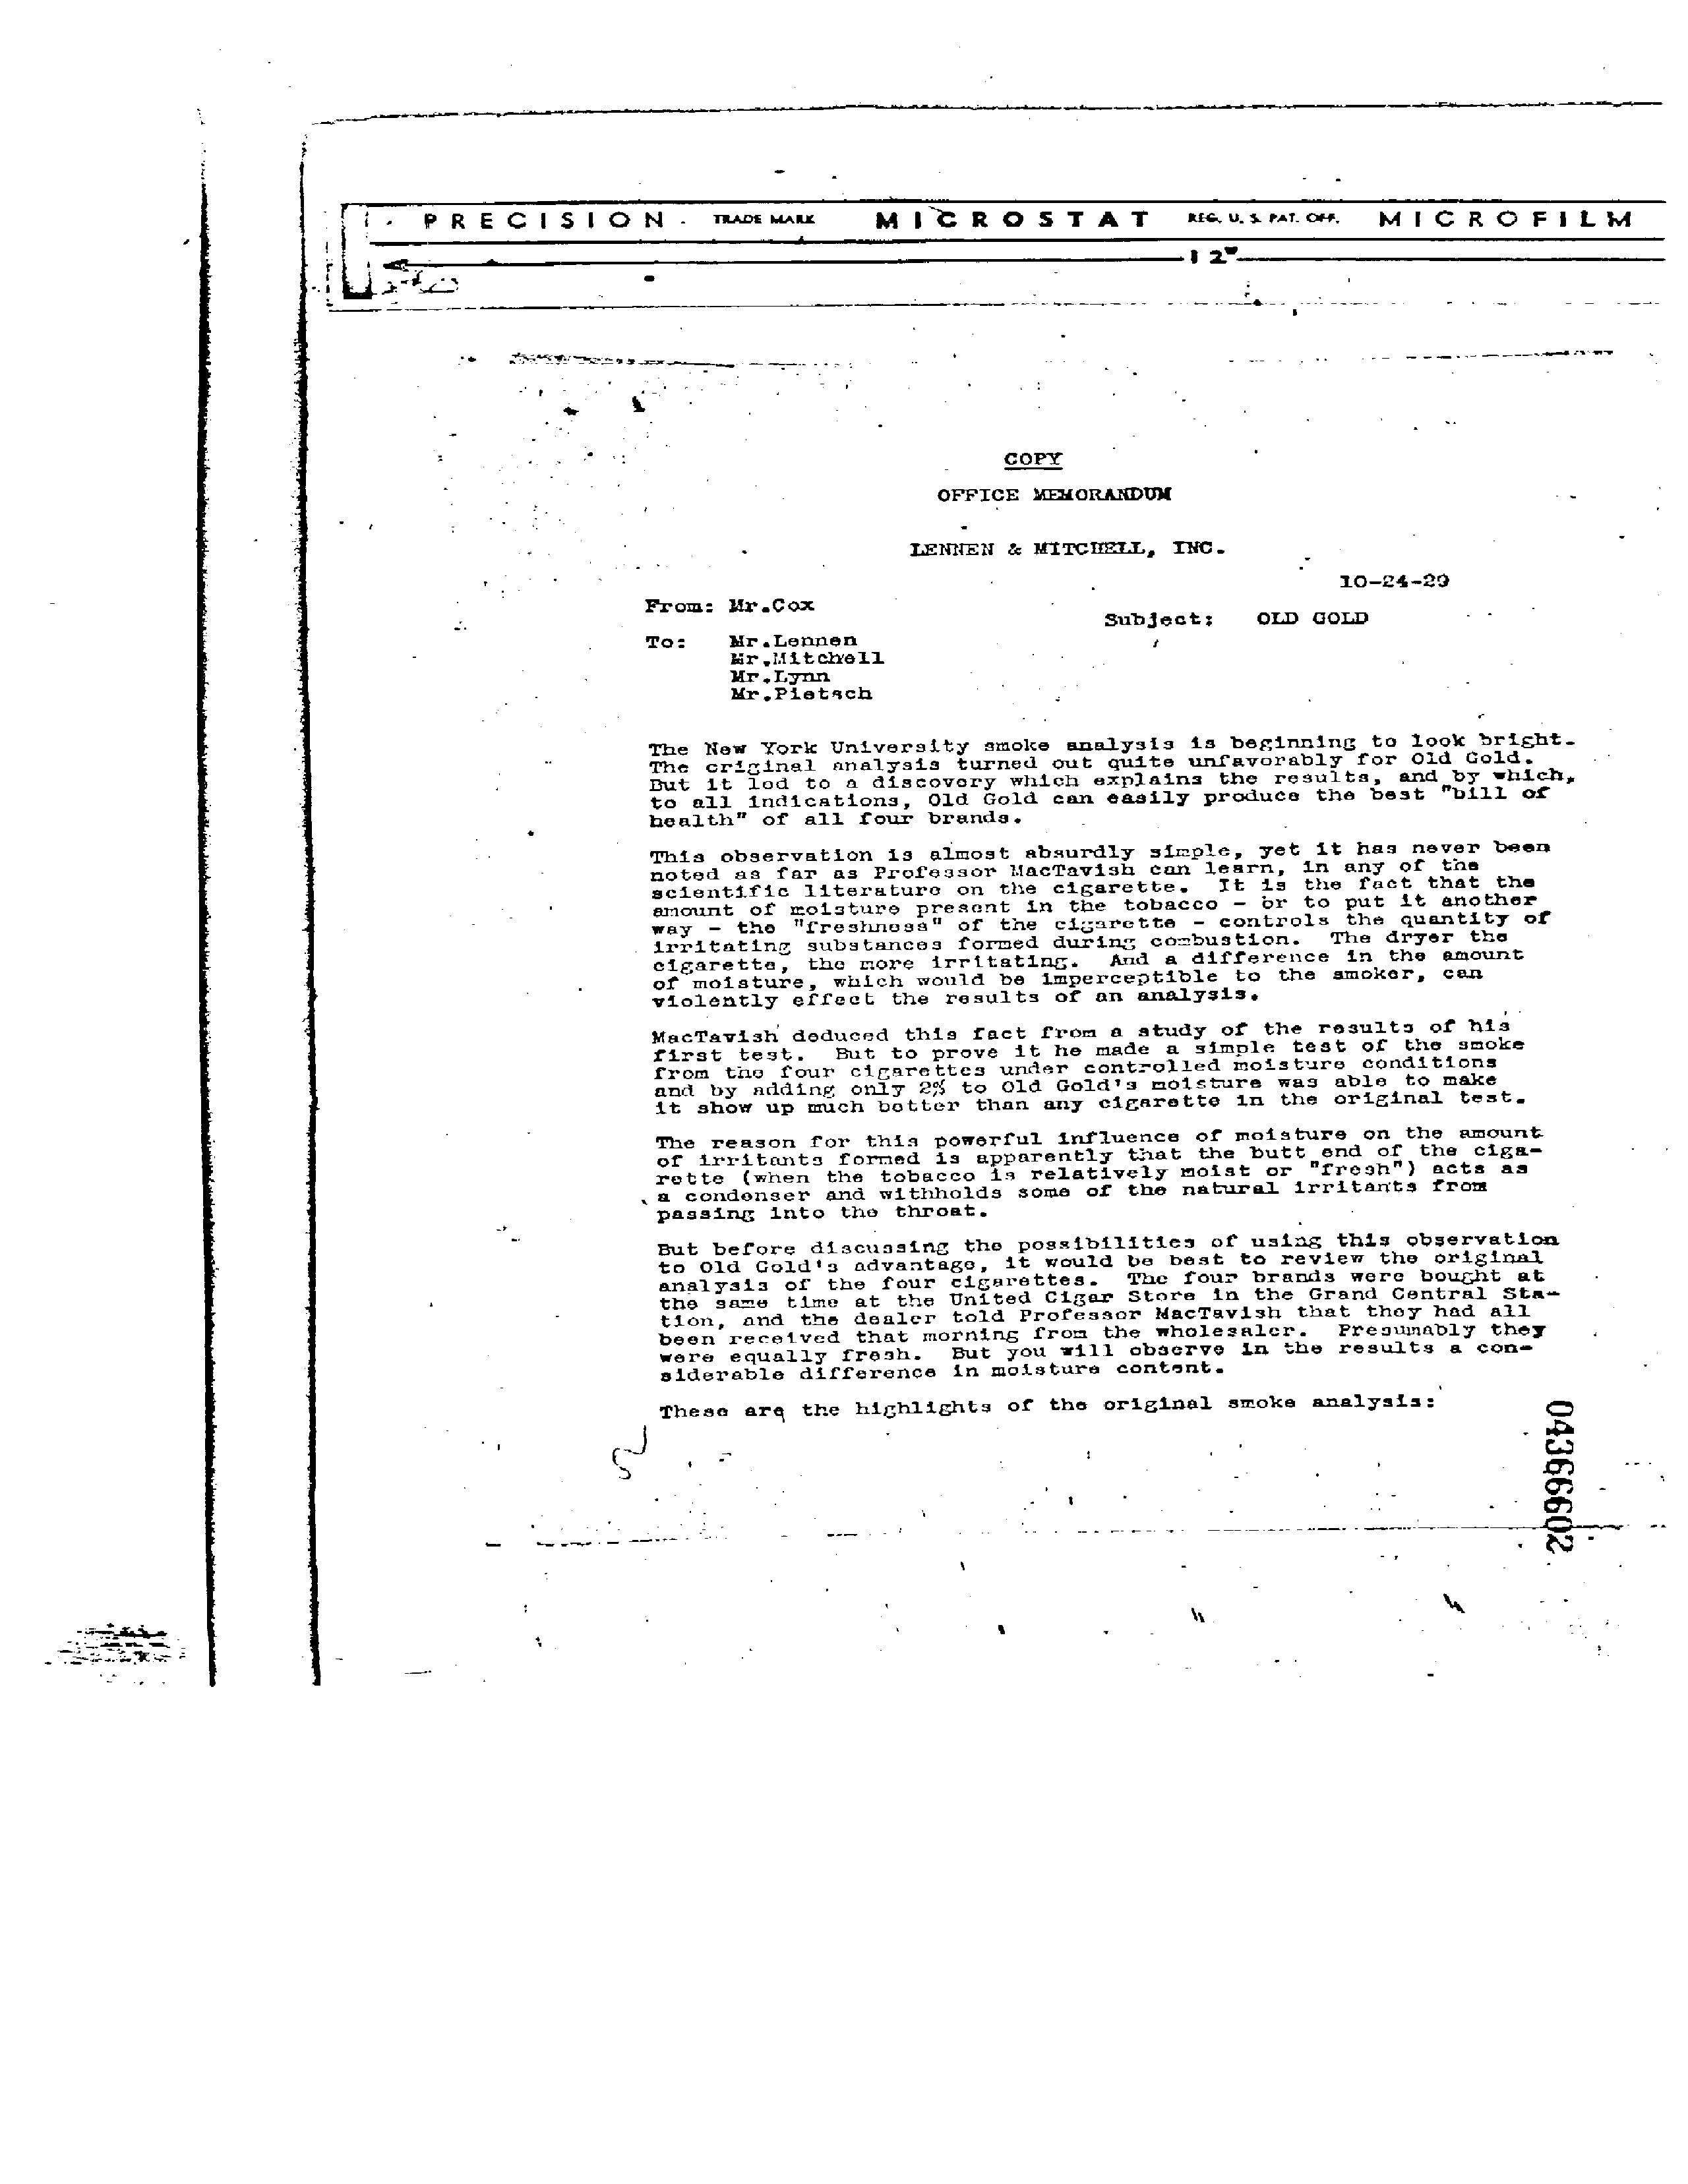 PRECISION TRADE MARK MICROSTAT REG. U. S. PAT. OFF. MICROFILM
12"
COPY
OFFICE MEMORANDUM
LENNEN & MITCHELL, INC.
10-24-29
From: Mr.Cox
Subject: OLD GOLD
To: Mr.Lennen
Mr.Mitchell
Mr.Lynn
Mr.Pietsch
The New York University smoke analysis is beginning to look bright.
The original analysis turned out quite unfavorably for Old Gold.
But it led to a discovery which explains the results, and by which,
to all indications, Old Gold can easily produce the best "bill of
health" of all four brands.
This observation is almost absurdly simple, yet it has never been
noted as far as Professor MacTavish can learn, in any of the
scientific literature on the cigarette. It is the fact that the
amount of moisture present in the tobacco - or to put it another
way - the "freshness" of the cigarette - controls the quantity of
irritating substances formed during combustion. The dryer the
cigarette, the more irritating. And a difference in the amount
of moisture, which would be imperceptible to the smoker, can
violently effect the results of an analysis.
MacTavish deduced this fact from a study of the results of his
first test. But to prove it he made a simple test of the smoke
from the four cigarettes under controlled moisture conditions
and by adding only 2% to Old Gold's moisture was able to make
it show up much better than any cigarette in the original test.
The reason for this powerful influence of moisture on the amount
of irritants formed is apparently that the butt end of the ciga-
rette (when the tobacco is relatively moist or "fresh") acts as
a condenser and withholds some of the natural irritants from
passing into the throat.
But before discussing the possibilities of using this observation
to Old Gold's advantage, it would be best to review the original
analysis of the four cigarettes. The four brands were bought at
the same time at the United Cigar Store in the Grand Central Sta-
tion, and the dealer told Professor MacTavish that they had all
been received that morning from the wholesaler. Presumably they
were equally fresh. But you will observe in the results a con-
siderable difference in moisture content.
These are the highlights of the original smoke analysis:
04366602